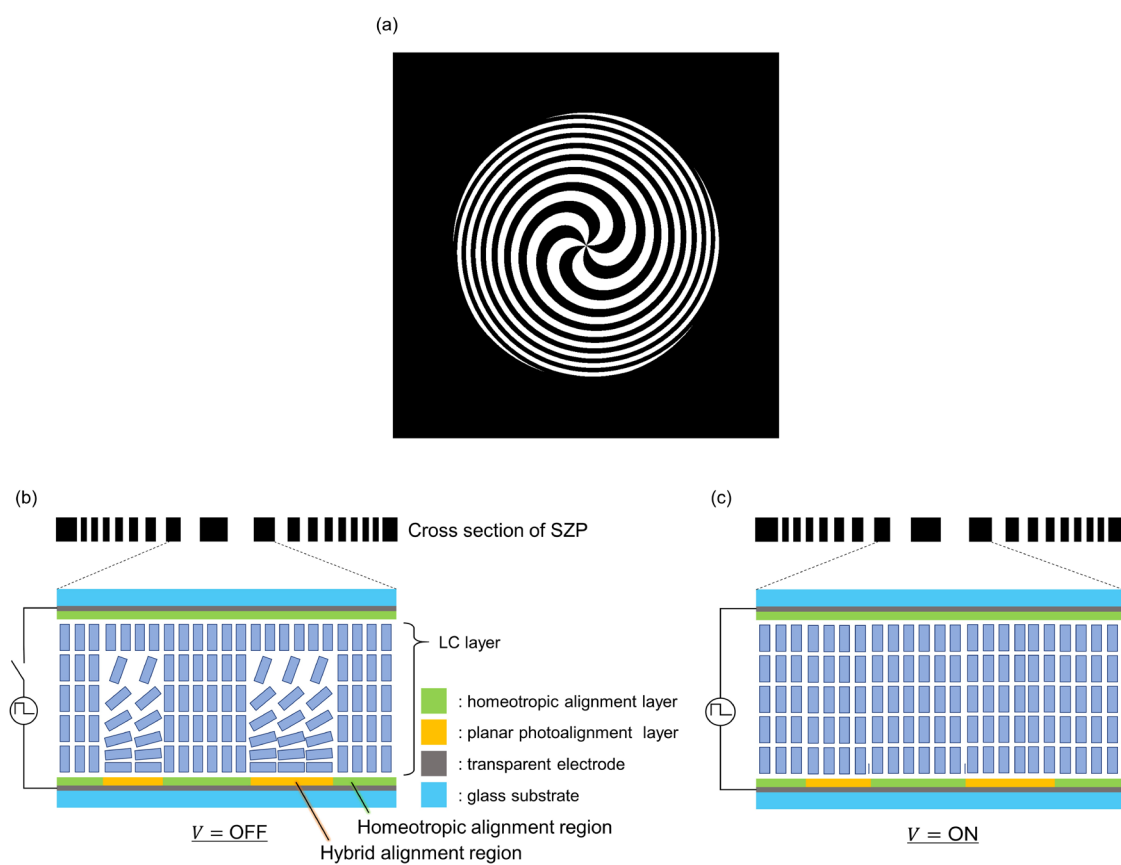 (a)
(b)
Cross section of SZP
(c)
LC layer
: homeotropic alignment layer
: planar photoalignment layer
: transparent electrode
: glass substrate
Homeotropic alignment region
V = OFF
Hybrid alignment region
V = ON